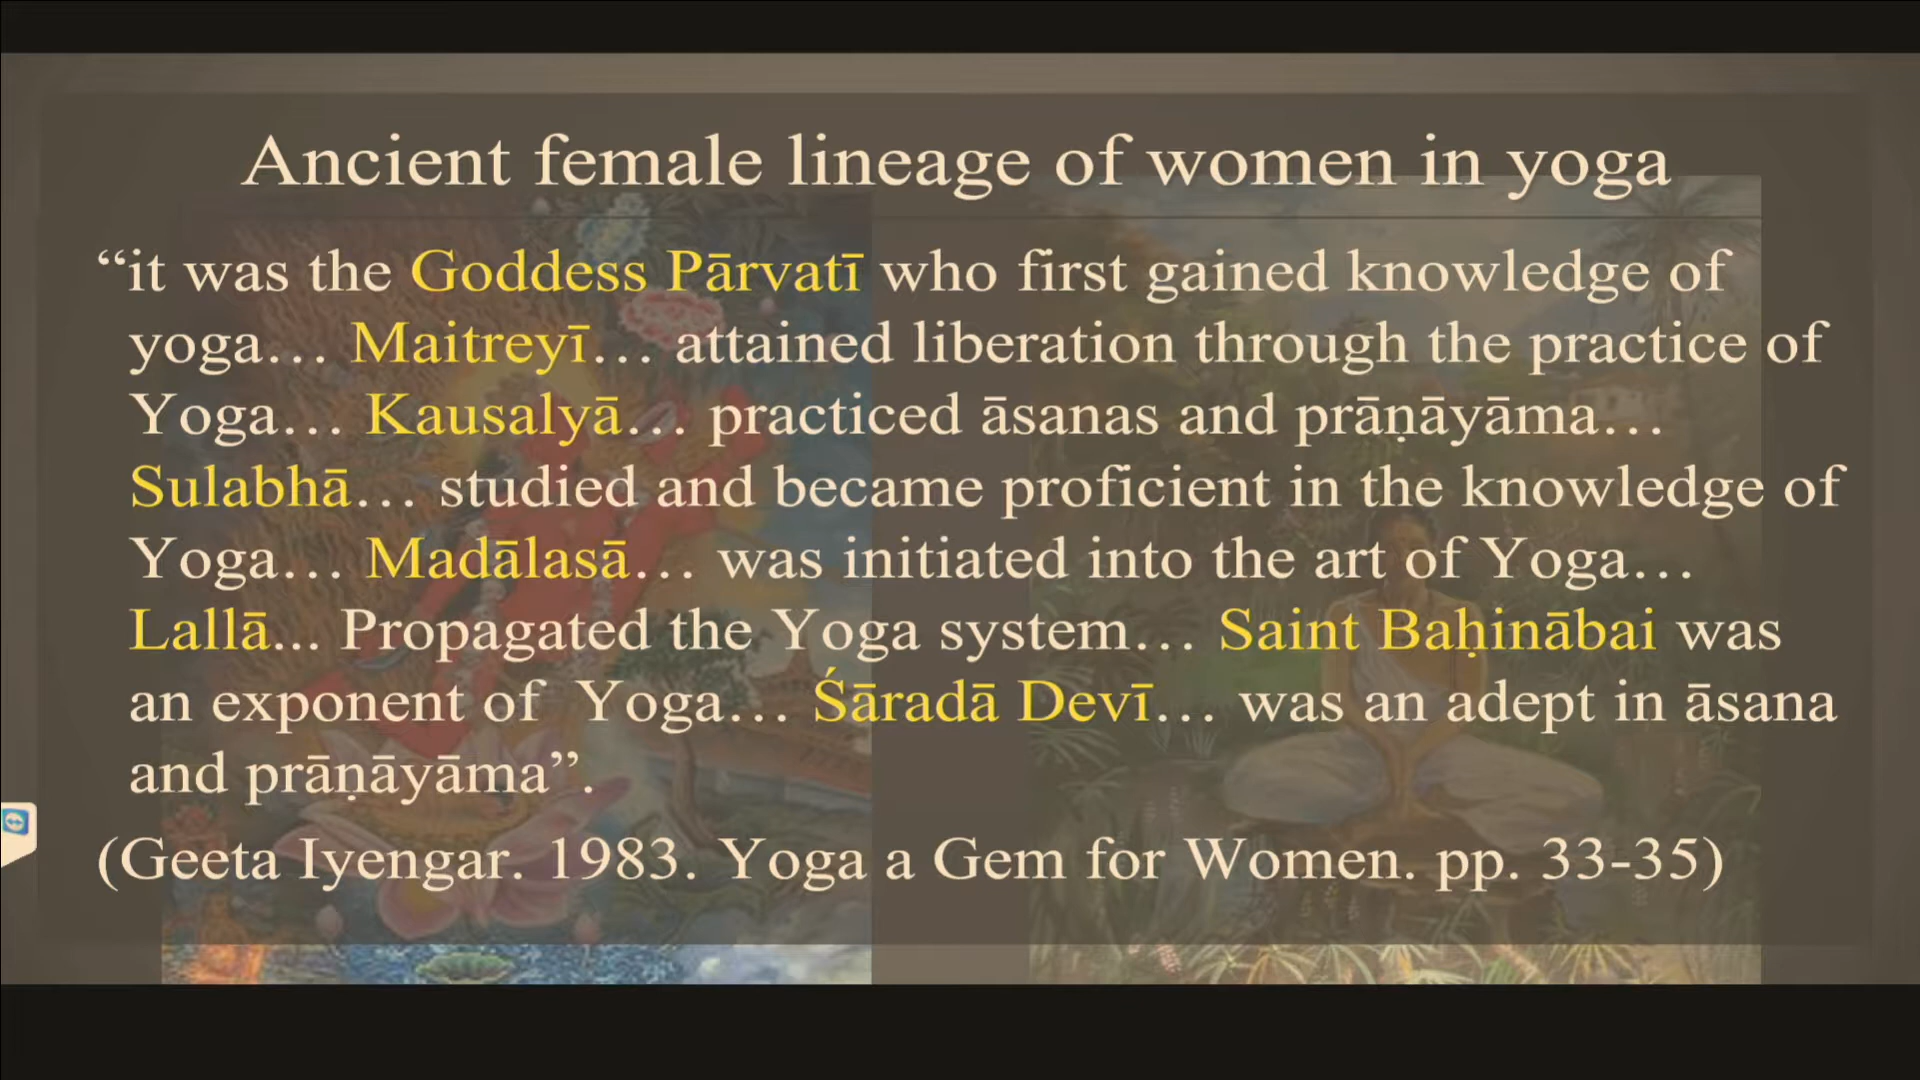 Ancient female lineage of women in yoga
“it was the Goddess Pārvatī who first gained knowledge of
yoga… Maitreyī… attained liberation through the practice of
Yoga… Kausalyā… practiced āsanas and prāṇāyāma…
Sulabhā… studied and became proficient in the knowledge of
Yoga… Madālasā… was initiated into the art of Yoga…
Lallā... Propagated the Yoga system… Saint Baḥinābai was
an exponent of Yoga… Śāradā Devī… was an adept in āsana
and prāṇāyāma”.
(Geeta Iyengar. 1983. Yoga a Gem for Women. pp. 33-35)